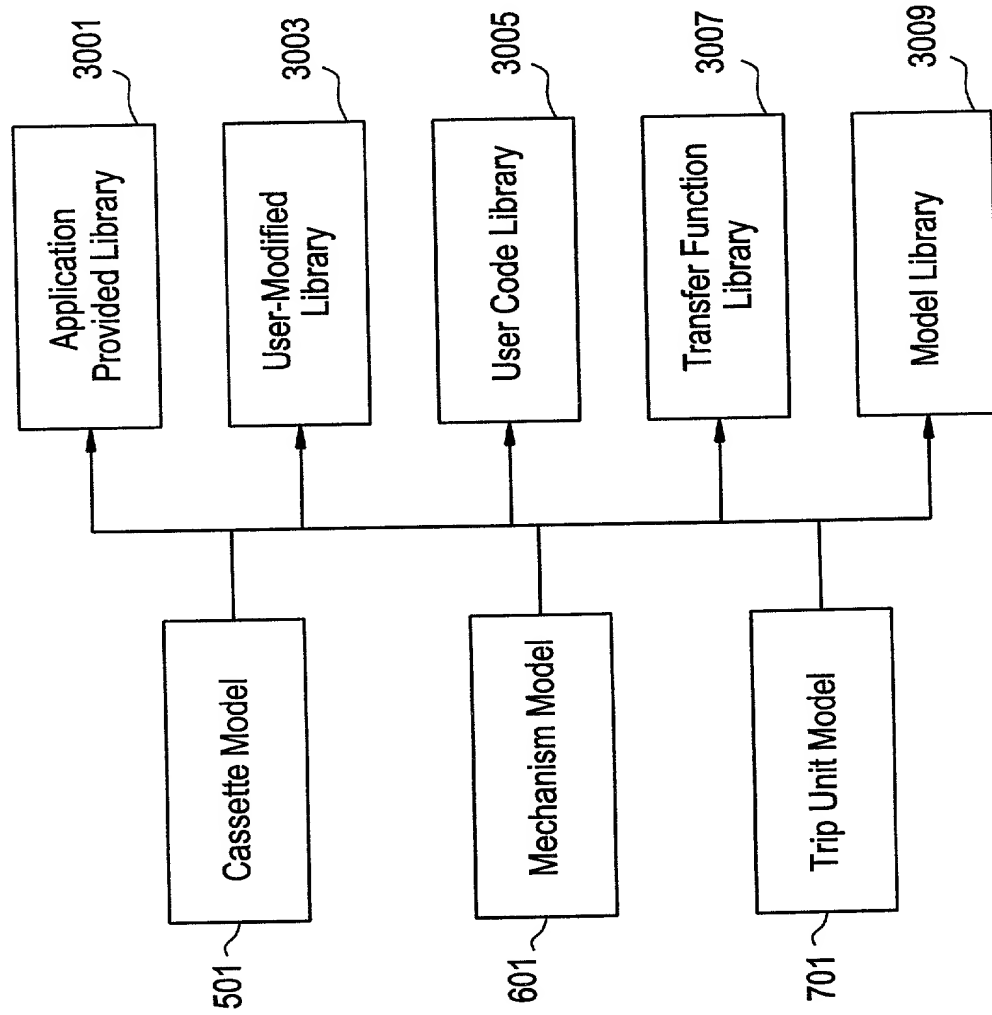 Application
Provided Library
3001
User-Modified
Library
3003
User Code Library
3005
Transfer Function
Library
3007
Model Library
3009
Cassette Model
501
Mechanism Model
601
Trip Unit Model
701